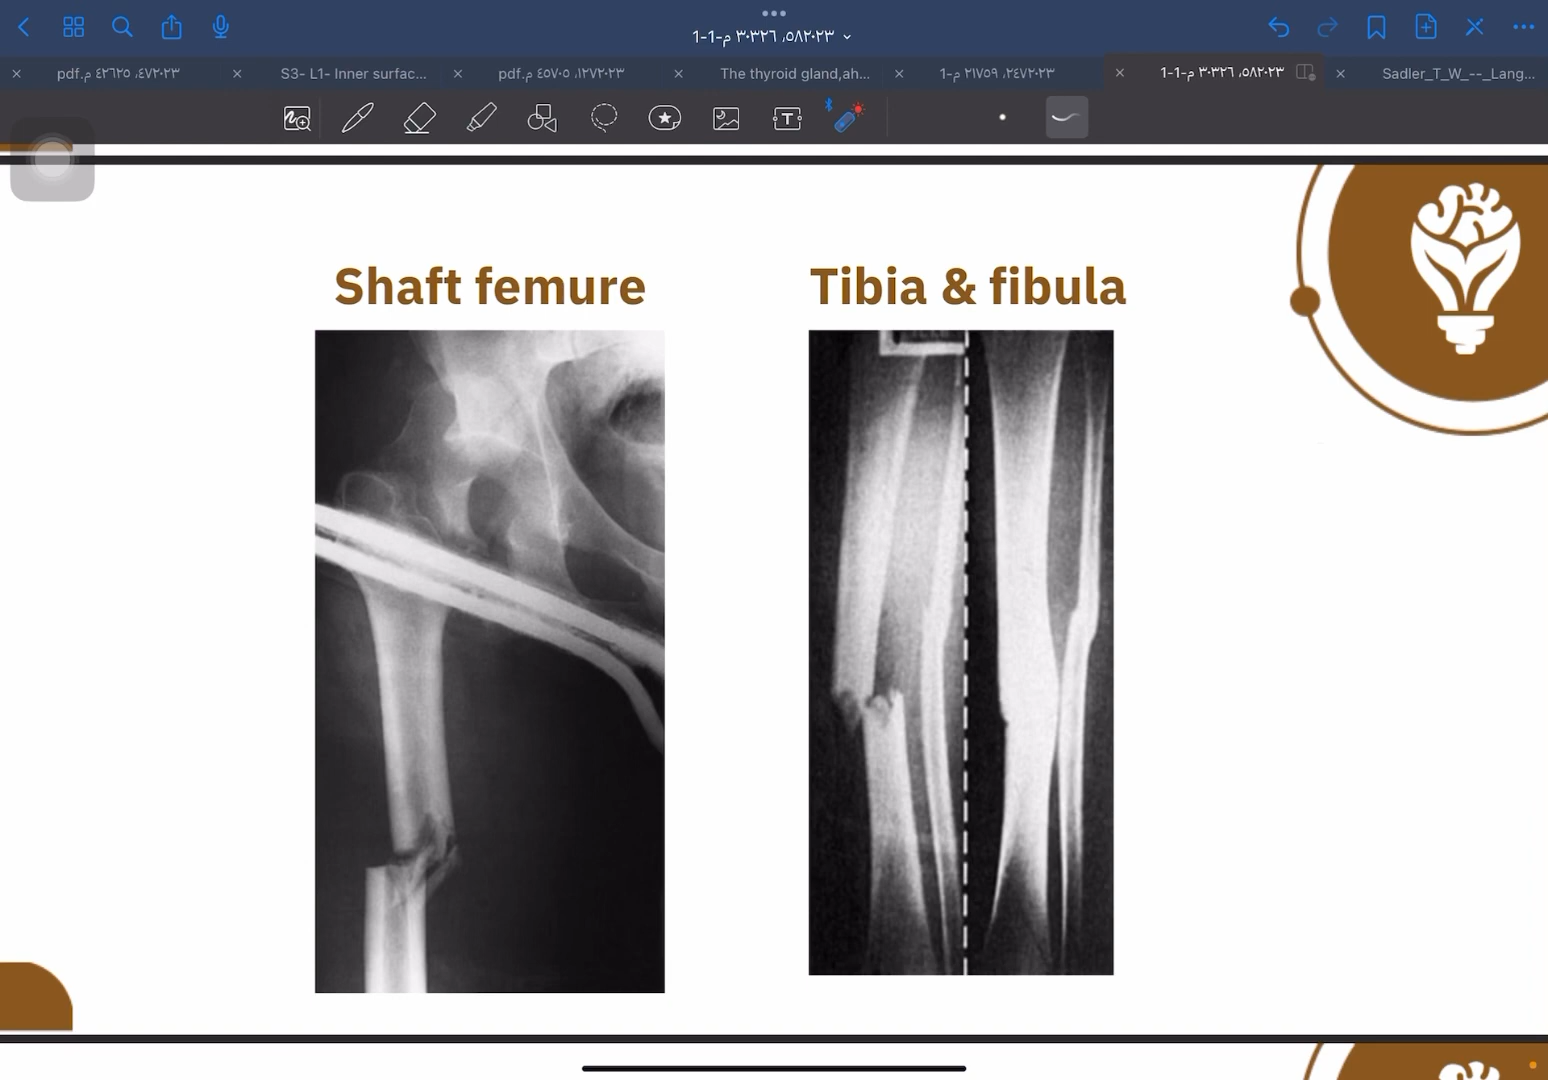 ٥٨٢٠٢٣، ٣٠٣٢٦ م-1-1
٤٧٢٠٢٣، ٤٢٦٢٥ م.pdf
S3- L1- Inner surfac...
١٢٧٢٠٢٣، ٤٥٧٠٥ م.pdf
The thyroid gland,ah...
٢٤٧٢٠٢٣، ٢١٧٥٩ م-1
٥٨٢٠٢٣، ٣٠٣٢٦ م-1-1
Sadler_T_W_--_Lang...
Shaft femure
Tibia & fibula